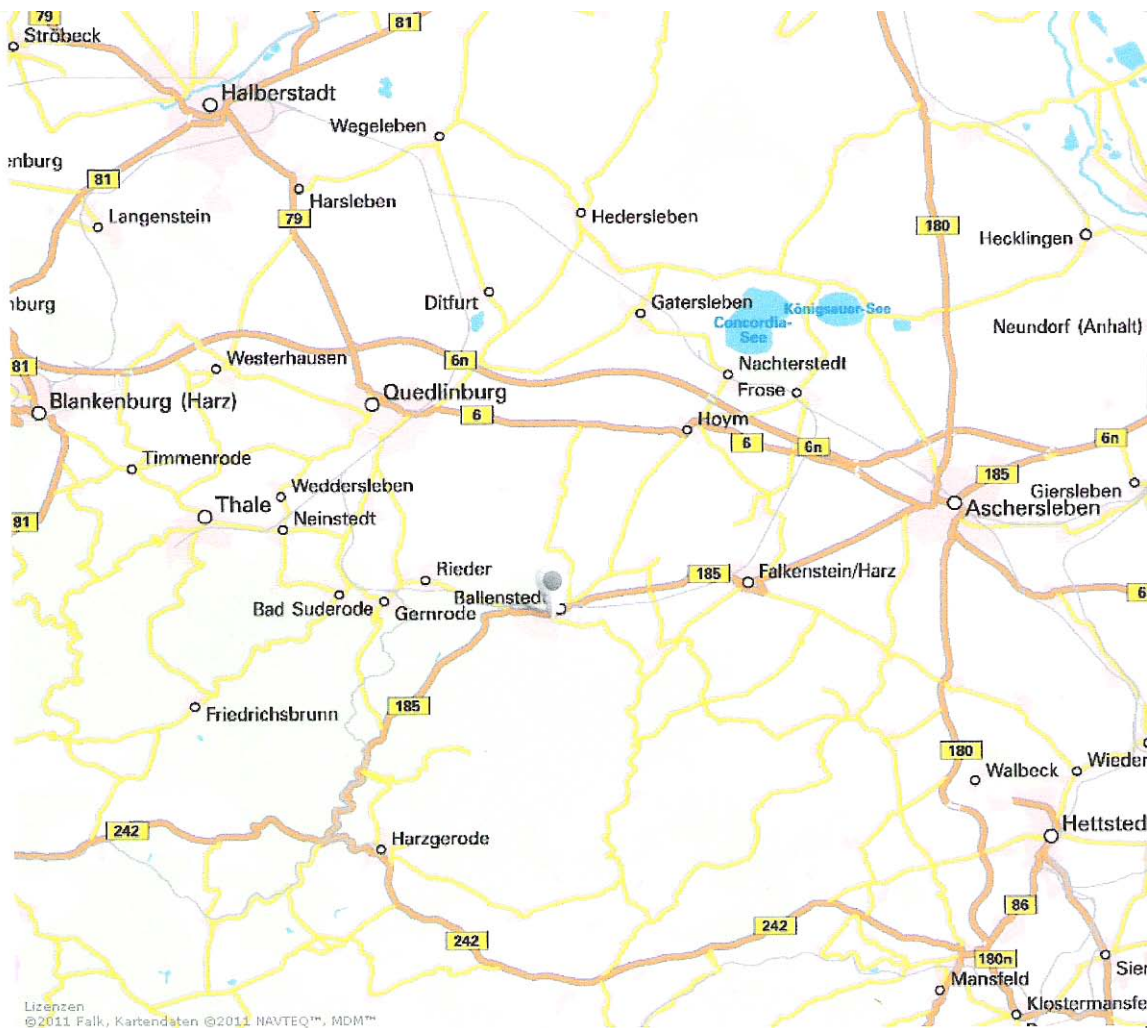 79
Ströbeck
81
Halberstadt
Wegeleben
enburg
81
Harsleben
79
Langenstein
Hedersleben
180
Hecklingen
nburg
Ditfurt
Gatersleben
Königsauer-See
Concordia-
See
Neundorf (Anhalt)
81
Westerhausen
6n
Nachterstedt
Quedlinburg
Frose
Blankenburg (Harz)
6
Hoym
6
6n
6n
Timmenrode
185
Weddersleben
Giersleben
Thale
Aschersleben
81
Neinstedt
Rieder
185
Falkenstein/Harz
Ballenstedt
6
Bad Suderode
Gernrode
Friedrichsbrunn
185
180
Walbeck
Wieder
242
Harzgerode
Hettsted
86
242
242
180n
Sier
Mansfeld
Klostermansfe
Lizenzen
©2011 Falk, Kartendaten ©2011 NAVTEQ™, MDM™